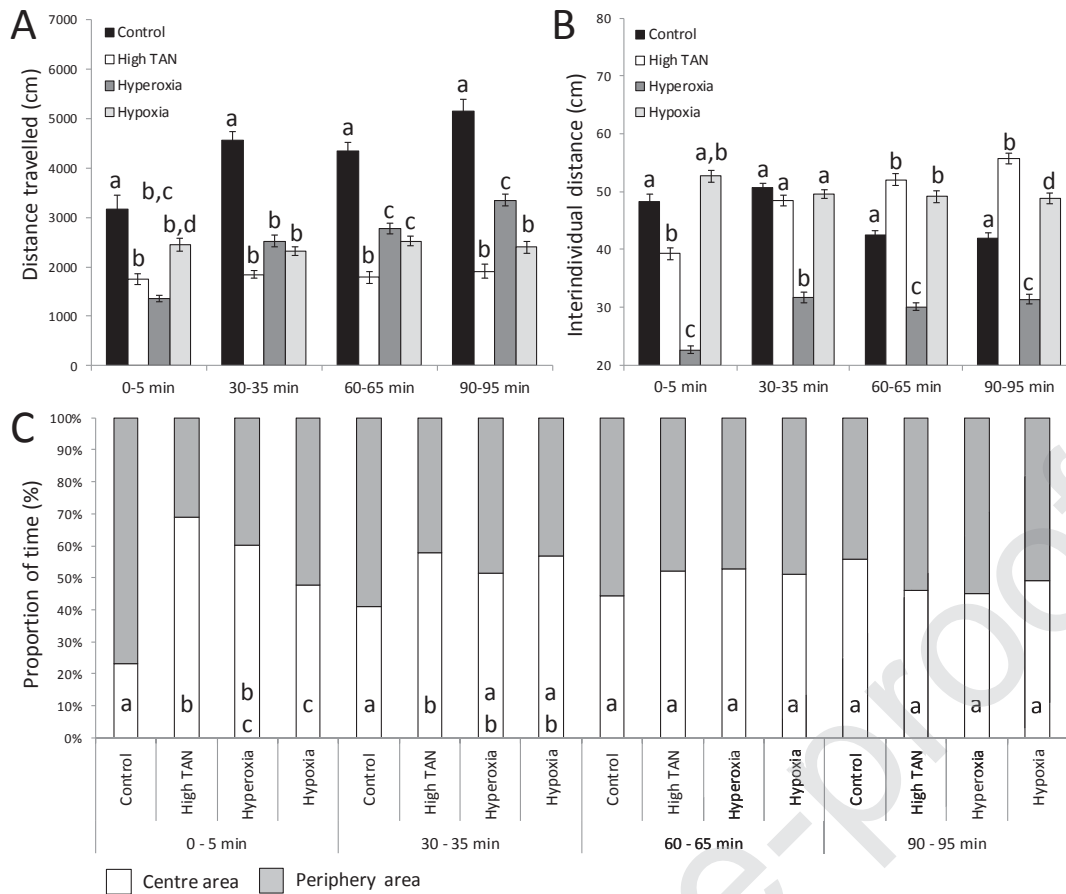 A
Distance travelled (cm)
7000
6000
5000
4000
3000
2000
1000
0
Control
High TAN
Hyperoxia
Hypoxia
a
b
b,c
b,d
a
b
b
b
a
b
c
c
a
b
c
b
0-5 min
30-35 min
60-65 min
90-95 min
B
Interindividual distance (cm)
80
70
60
50
40
30
20
Control
High TAN
Hyperoxia
Hypoxia
a
b
c
a,b
a
a
b
a
a
b
c
b
a
b
c
d
0-5 min
30-35 min
60-65 min
90-95 min
C
Proportion of time (%)
100%
90%
80%
70%
60%
50%
40%
30%
20%
10%
0%
a
b
b
c
c
a
b
a
b
a
b
a
a
a
a
a
a
a
a
Control
High TAN
Hyperoxia
Hypoxia
Control
High TAN
Hyperoxia
Hypoxia
Control
High TAN
Hyperoxia
Hypoxia
Control
High TAN
Hyperoxia
Hypoxia
0 - 5 min
30 - 35 min
60 - 65 min
90 - 95 min
Centre area
Periphery area
e-proof